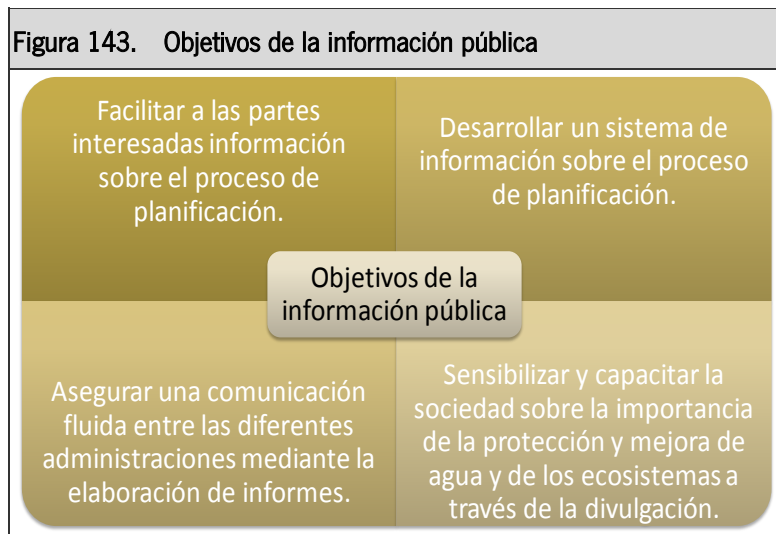 Figura 143. Objetivos de la información pública
Facilitar a las partes
interesadas información
sobre el proceso de
planificación.
Desarrollar un sistema de
información sobre el proceso
de planificación.
Objetivos de la
información pública
Asegurar una comunicación
fluida entre las diferentes
administraciones mediante la
elaboración de informes.
Sensibilizar y capacitar la
sociedad sobre la importancia
de la protección y mejora de
agua y de los ecosistemas a
través de la divulgación.